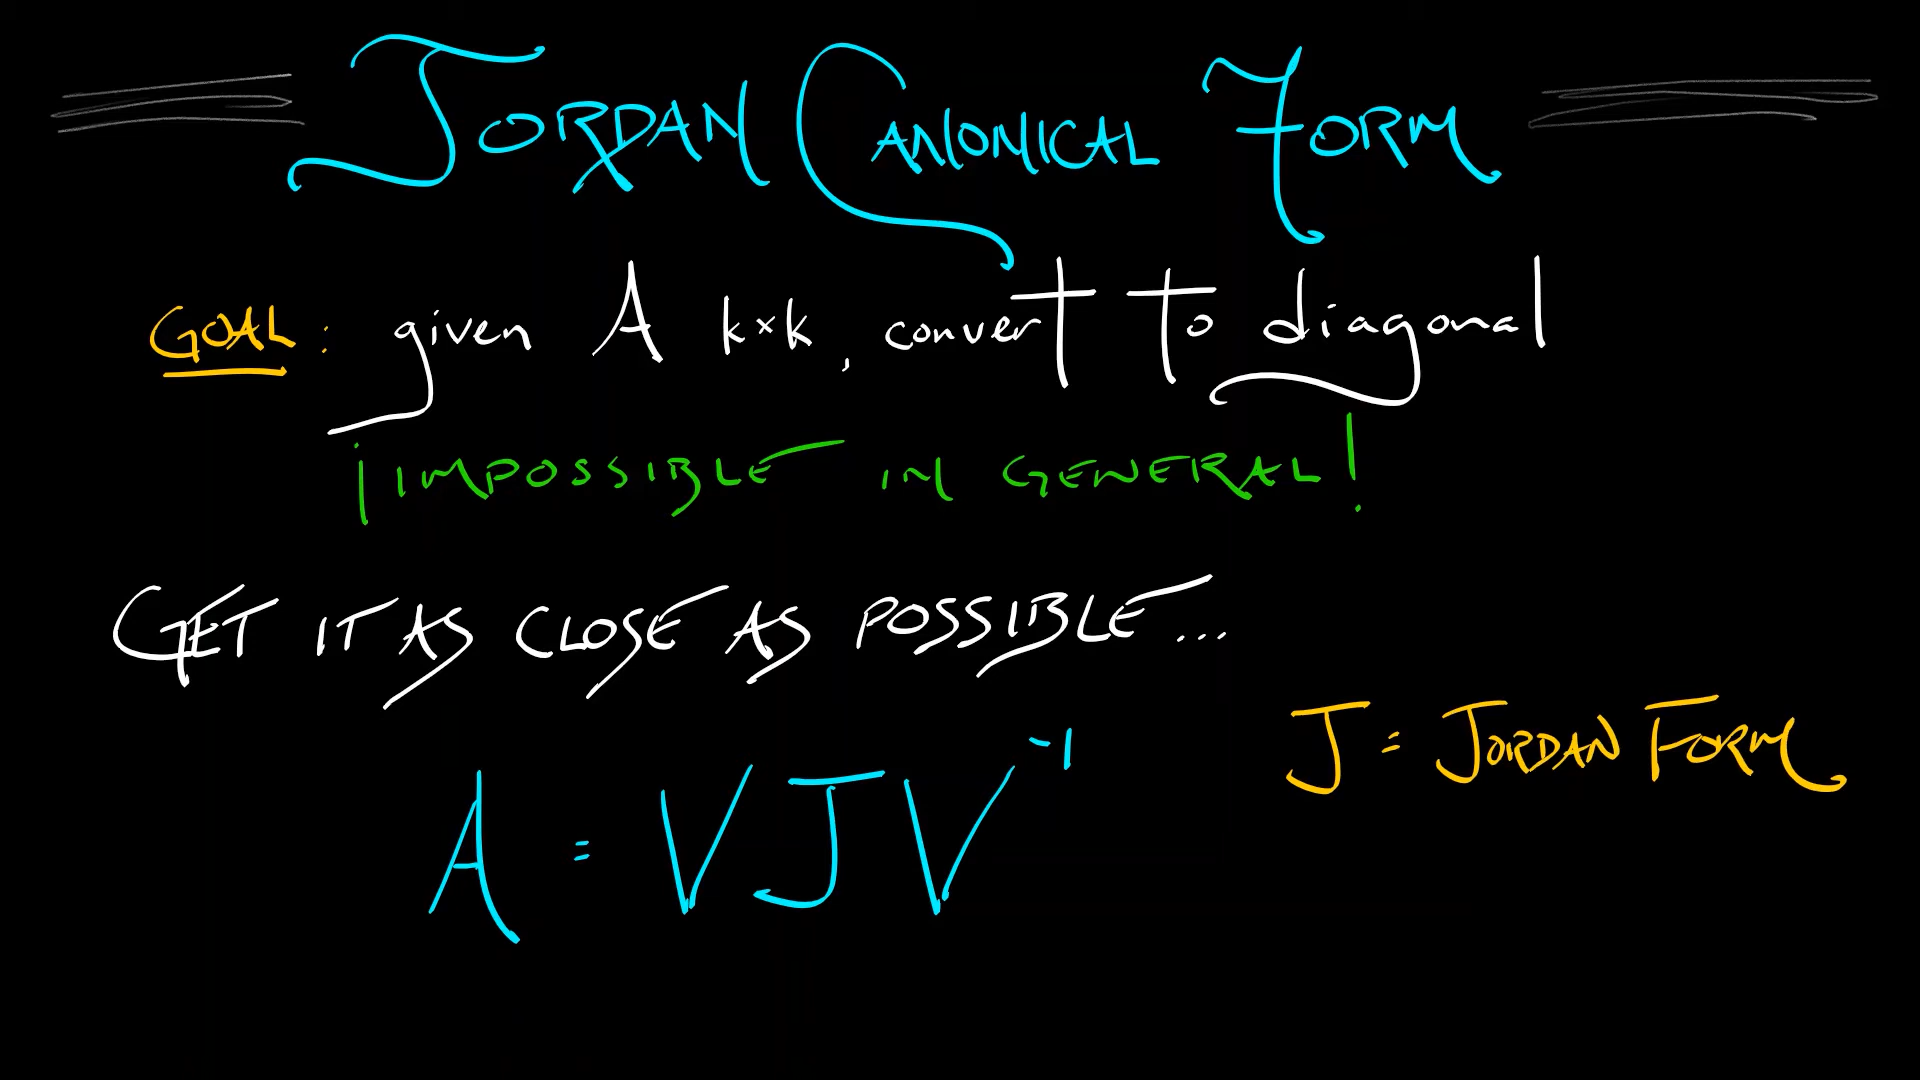 JORDAN CANONICAL FORM
GOAL: given A k×k, convert to diagonal
¡IMPOSSIBLE IN GENERAL!
GET IT AS CLOSE AS POSSIBLE...
J = JORDAN FORM
A = VJV⁻¹